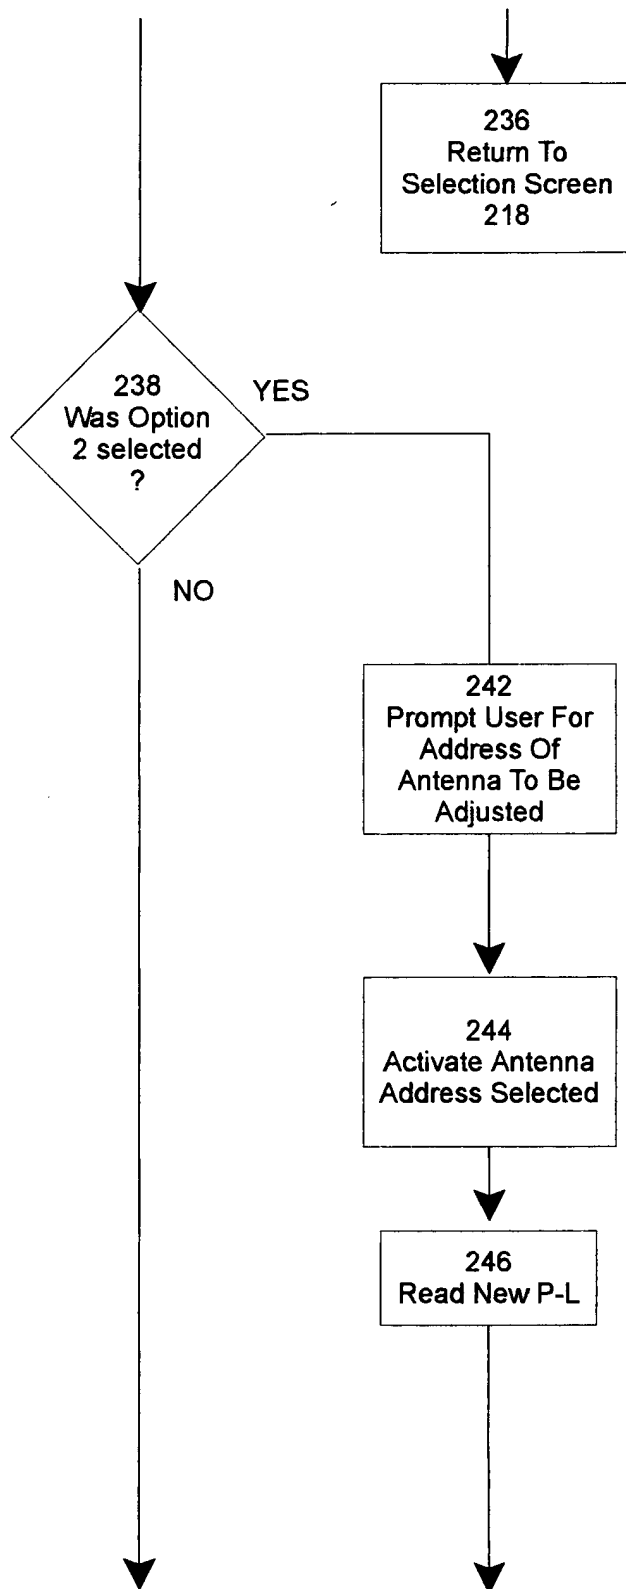 236
Return To
Selection Screen
218
238
Was Option
2 selected
?
YES
NO
242
Prompt User For
Address Of
Antenna To Be
Adjusted
244
Activate Antenna
Address Selected
246
Read New P-L